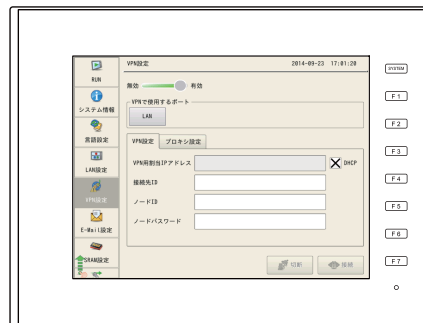 VPN設定 2014-09-23 17:01:20
RUN
システム情報
言語設定
LAN設定
VPN設定
E-Mail設定
SRAM設定
無効 有効
VPNで使用するポート
LAN
VPN設定 プロキシ設定
VPN用割当IPアドレス DHCP
接続先ID
ノードID
ノードパスワード
切断 接続
SYSTEM
F1
F2
F3
F4
F5
F6
F7